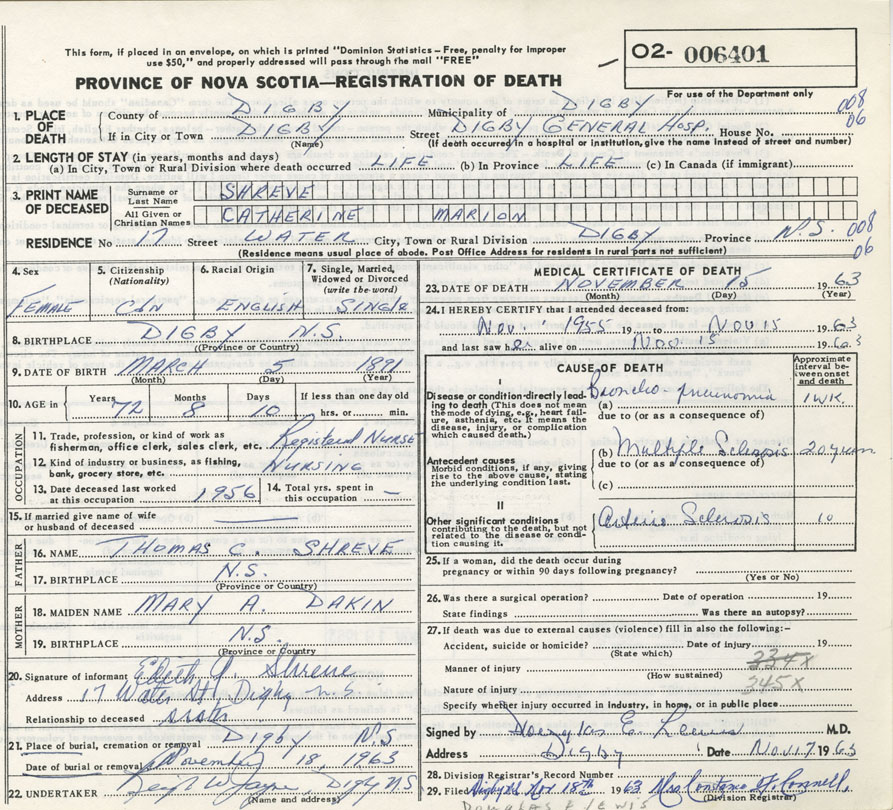 This form, if placed in an envelope, on which is printed "Dominion Statistics – Free, penalty for Improper
use $50," and properly addressed will pass through the mail "FREE"
O2- 006401
PROVINCE OF NOVA SCOTIA—REGISTRATION OF DEATH
For use of the Department only
1. PLACE OF DEATH County of DIGBY Municipality of DIGBY 008
If in City or Town DIGBY Street DIGBY GENERAL HOSP. House No. 06
(Name) (If death occurred in a hospital or institution, give name instead of street and number)
2. LENGTH OF STAY (in years, months and days)
(a) In City, Town or Rural Division where death occurred LIFE (b) In Province LIFE (c) In Canada (if immigrant)
3. PRINT NAME OF DECEASED Surname or Last Name SHREVE
All Given or Christian Names CATHERINE MARION
RESIDENCE No 17 Street WATER City, Town or Rural Division DIGBY Province N.S. 008
(Residence means usual place of abode. Post Office Address for residents in rural parts not sufficient) 06
4. Sex FEMALE
5. Citizenship (Nationality) CDN
6. Racial Origin ENGLISH
7. Single, Married, Widowed or Divorced (write the word) SINGLE
8. BIRTHPLACE DIGBY N.S.
(Province or Country)
9. DATE OF BIRTH MARCH 5 1891
(Month) (Day) (Year)
10. AGE in Years 72 Months 8 Days 10 If less than one day old
hrs. or min.
OCCUPATION
11. Trade, profession, or kind of work as fisherman, office clerk, sales clerk, etc. Registered Nurse
12. Kind of industry or business, as fishing, bank, grocery store, etc. NURSING
13. Date deceased last worked at this occupation 1956
14. Total yrs. spent in this occupation –
15. If married give name of wife or husband of deceased
FATHER
16. NAME THOMAS C. SHREVE
17. BIRTHPLACE N.S.
(Province or Country)
MOTHER
18. MAIDEN NAME MARY A. DAKIN
19. BIRTHPLACE N.S.
(Province or Country)
20. Signature of informant Edith Shreve
Address 17 Water St Digby N.S.
Relationship to deceased sister
21. Place of burial, cremation or removal DIGBY N.S.
Date of burial or removal November 18, 1963
22. UNDERTAKER Digby NS
(Name and address)
MEDICAL CERTIFICATE OF DEATH
23. DATE OF DEATH NOVEMBER 15 1963
(Month) (Day) (Year)
24. I HEREBY CERTIFY that I attended deceased from:
Nov. 1955 19 to Nov 15 1963
and last saw her alive on Nov. 15 1963
CAUSE OF DEATH
Approximate interval between onset and death
I
Disease or condition directly leading to death (This does not mean the mode of dying, e.g., heart failure, asthenia, etc. It means the disease, injury, or complication which caused death.)
(a) Broncho-pneumonia 1 WK.
due to (or as a consequence of)
Antecedent causes
Morbid conditions, if any, giving rise to the above cause, stating the underlying condition last.
(b) Multiple Sclerosis 20 years
due to (or as a consequence of)
(c)
II
Other significant conditions contributing to the death, but not related to the disease or condition causing it.
Arterio Sclerosis 10
25. If a woman, did the death occur during pregnancy or within 90 days following pregnancy?
(Yes or No)
26. Was there a surgical operation? Date of operation 19
State findings Was there an autopsy?
27. If death was due to external causes (violence) fill in also the following:–
Accident, suicide or homicide? Date of injury 19
(State which)
Manner of injury 334X
(How sustained)
Nature of injury 345X
Specify whether injury occurred in industry, in home, or in public place
Signed by Douglas E. Lewis M.D.
Address Digby Date Nov. 17 1963
28. Division Registrar's Record Number
29. Filed Digby NS Nov 18th 1963 Mrs Constance Connell
(Division Registrar)
DOUGLAS E LEWIS